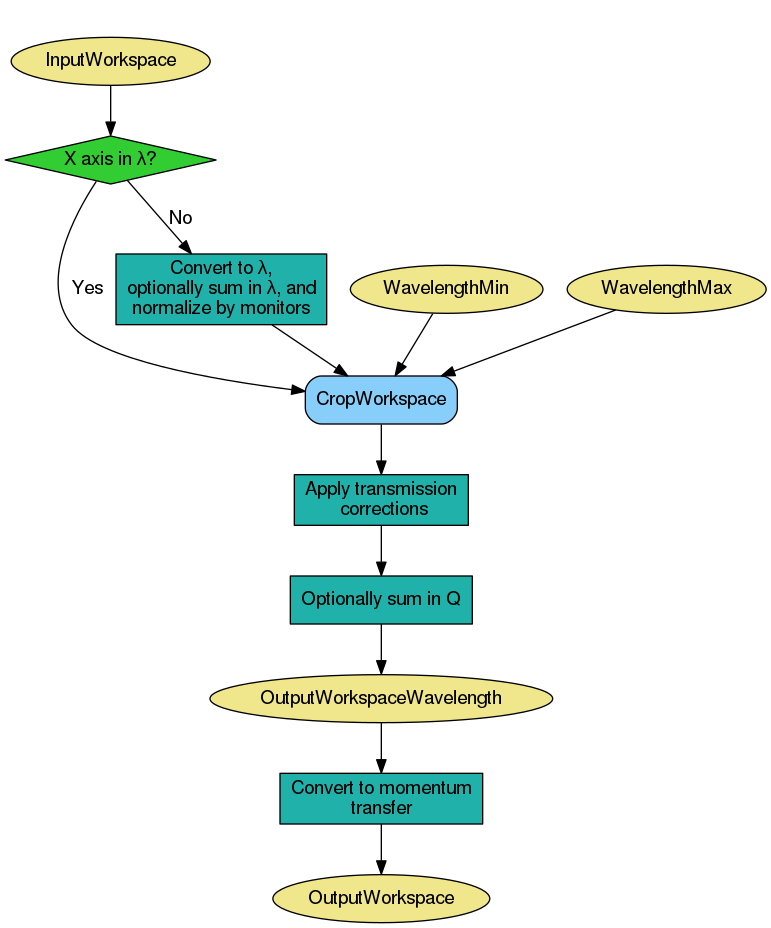 InputWorkspace
X axis in λ?
No
Yes
Convert to λ,
optionally sum in λ, and
normalize by monitors
WavelengthMin
WavelengthMax
CropWorkspace
Apply transmission
corrections
Optionally sum in Q
OutputWorkspaceWavelength
Convert to momentum
transfer
OutputWorkspace